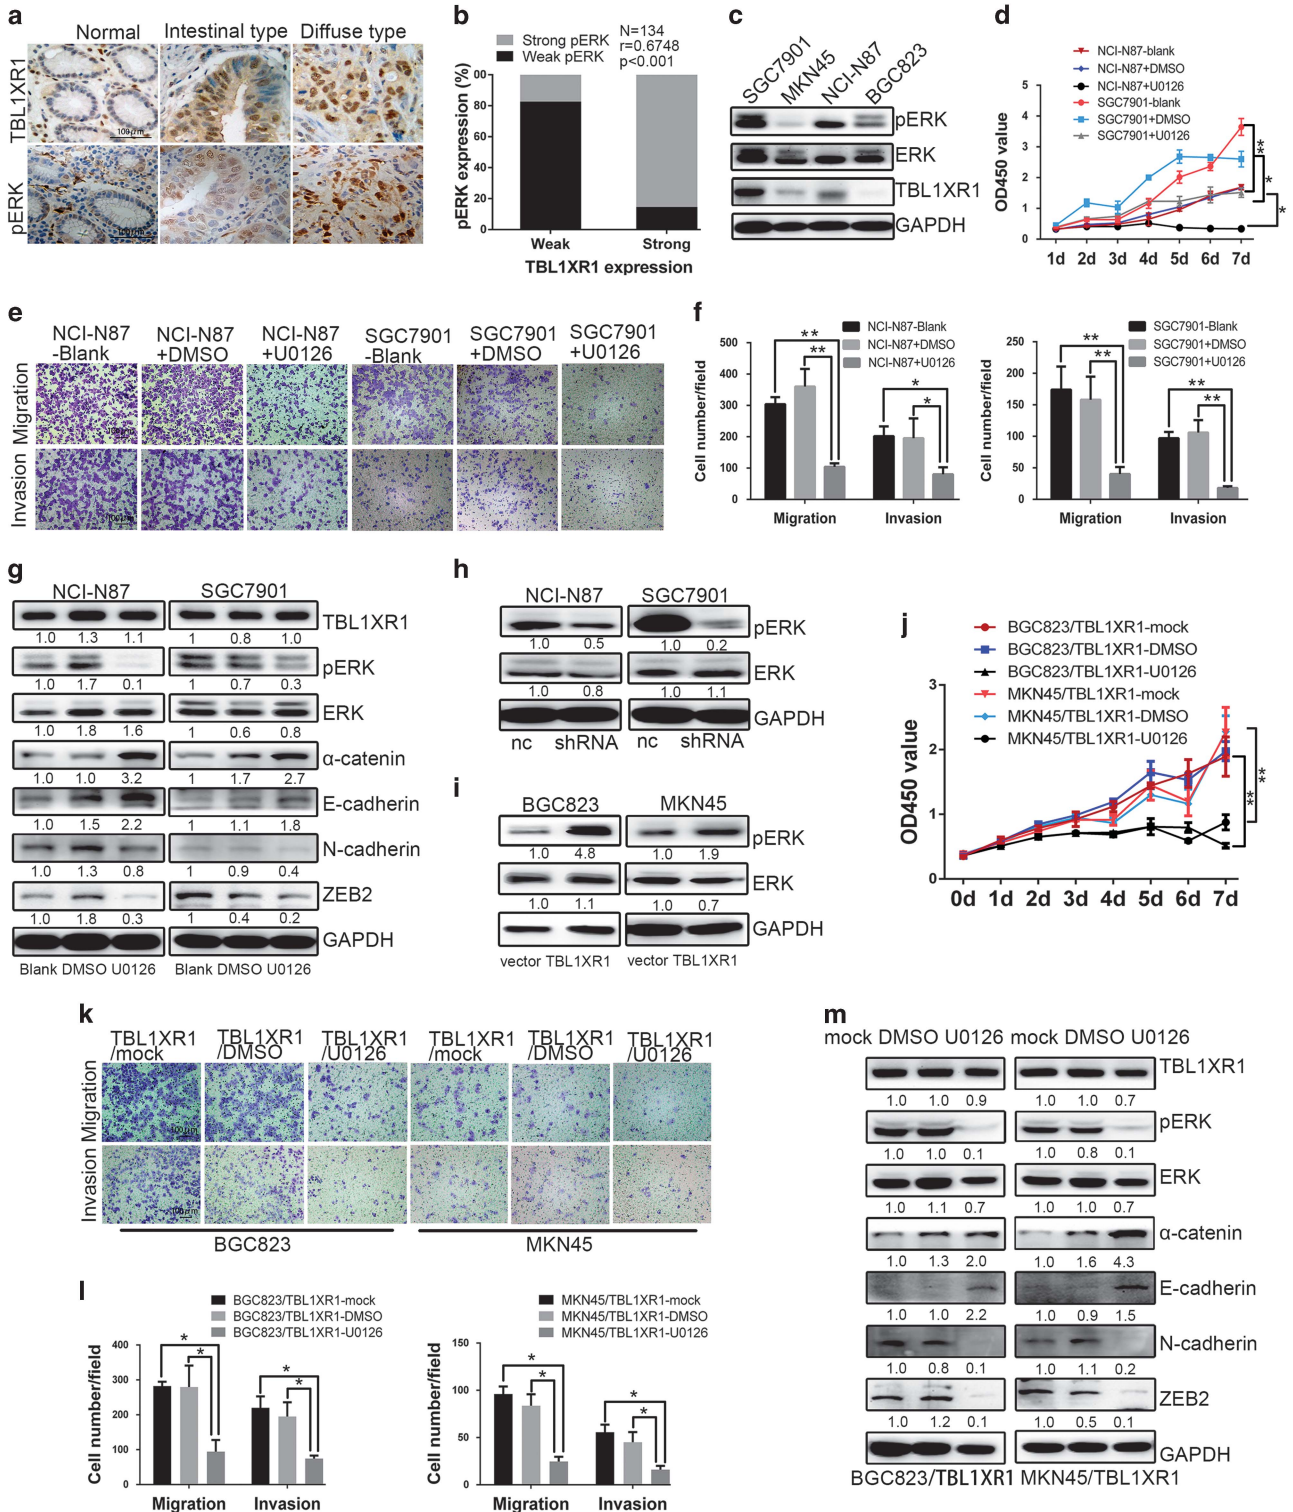 a
Normal
Intestinal type
Diffuse type
TBL1XR1
pERK
100μm
b
Strong pERK
Weak pERK
N=134
r=0.6748
p<0.001
pERK expression (%)
00
80
60
40
20
0
Weak
Strong
TBL1XR1 expression
c
SGC7901
MKN45
NCI-N87
BGC823
pERK
ERK
TBL1XR1
GAPDH
d
NCI-N87-blank
NCI-N87+DMSO
NCI-N87+U0126
SGC7901-blank
SGC7901+DMSO
SGC7901+U0126
OD450 value
5
4
3
2
1
0
1d 2d 3d 4d 5d 6d 7d
**
*
*
e
NCI-N87
-Blank
NCI-N87
+DMSO
NCI-N87
+U0126
SGC7901
-Blank
SGC7901
+DMSO
SGC7901
+U0126
Migration
Invasion
f
NCI-N87-Blank
NCI-N87+DMSO
NCI-N87+U0126
Cell number/field
500
400
300
200
100
0
**
**
*
*
Migration
Invasion
SGC7901-Blank
SGC7901+DMSO
SGC7901+U0126
Cell number/field
250
200
150
100
50
0
**
**
**
**
Migration
Invasion
g
NCI-N87
SGC7901
TBL1XR1
1.0 1.3 1.1 1 0.8 1.0
pERK
1.0 1.7 0.1 1 0.7 0.3
ERK
1.0 1.8 1.6 1 0.6 0.8
α-catenin
1.0 1.0 3.2 1 1.7 2.7
E-cadherin
1.0 1.5 2.2 1 1.1 1.8
N-cadherin
1.0 1.3 0.8 1 0.9 0.4
ZEB2
1.0 1.8 0.3 1 0.4 0.2
GAPDH
Blank DMSO U0126 Blank DMSO U0126
h
NCI-N87
SGC7901
pERK
1.0 0.5 1.0 0.2
ERK
1.0 0.8 1.0 1.1
GAPDH
nc shRNA nc shRNA
i
BGC823
MKN45
pERK
1.0 4.8 1.0 1.9
ERK
1.0 1.1 1.0 0.7
GAPDH
vector TBL1XR1 vector TBL1XR1
j
BGC823/TBL1XR1-mock
BGC823/TBL1XR1-DMSO
BGC823/TBL1XR1-U0126
MKN45/TBL1XR1-mock
MKN45/TBL1XR1-DMSO
MKN45/TBL1XR1-U0126
OD450 value
3
2
1
0
0d 1d 2d 3d 4d 5d 6d 7d
**
**
k
TBL1XR1
/mock
TBL1XR1
/DMSO
TBL1XR1
/U0126
TBL1XR1
/mock
TBL1XR1
/DMSO
TBL1XR1
/U0126
Migration
Invasion
BGC823
MKN45
l
BGC823/TBL1XR1-mock
BGC823/TBL1XR1-DMSO
BGC823/TBL1XR1-U0126
Cell number/field
400
300
200
100
0
*
*
*
*
Migration
Invasion
MKN45/TBL1XR1-mock
MKN45/TBL1XR1-DMSO
MKN45/TBL1XR1-U0126
Cell number/field
150
100
50
0
*
*
*
*
Migration
Invasion
m
mock DMSO U0126 mock DMSO U0126
TBL1XR1
1.0 1.0 0.9 1.0 1.0 0.7
pERK
1.0 1.0 0.1 1.0 0.8 0.1
ERK
1.0 1.1 0.7 1.0 1.0 0.7
α-catenin
1.0 1.3 2.0 1.0 1.6 4.3
E-cadherin
1.0 1.0 2.2 1.0 0.9 1.5
N-cadherin
1.0 0.8 0.1 1.0 1.1 0.2
ZEB2
1.0 1.2 0.1 1.0 0.5 0.1
GAPDH
BGC823/TBL1XR1 MKN45/TBL1XR1